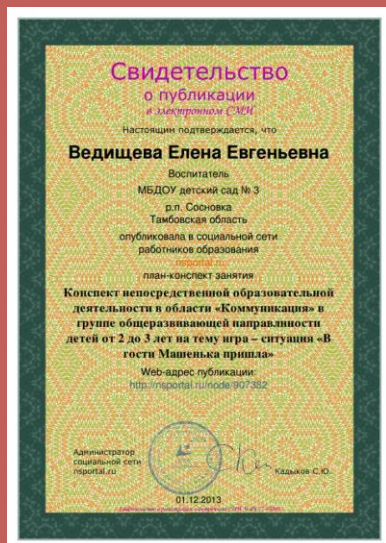 Свидетельство
о публикации
в электронном СМИ
Настоящим подтверждается, что
Ведищева Елена Евгеньевна
Воспитатель
МБДОУ детский сад № 3
р.п. Сосновка
Тамбовская область
опубликовала в социальной сети
работников образования
nsportal.ru
план-конспект занятия
Конспект непосредственной образовательной
деятельности в области «Коммуникация» в
группе общеразвивающей направлнности
детей от 2 до 3 лет на тему игра – ситуация «В
гости Машенька пришла»
Web-адрес публикации:
http://nsportal.ru/node/907382
Администратор
социальной сети
nsportal.ru
Кадыков С.Ю.
01.12.2013